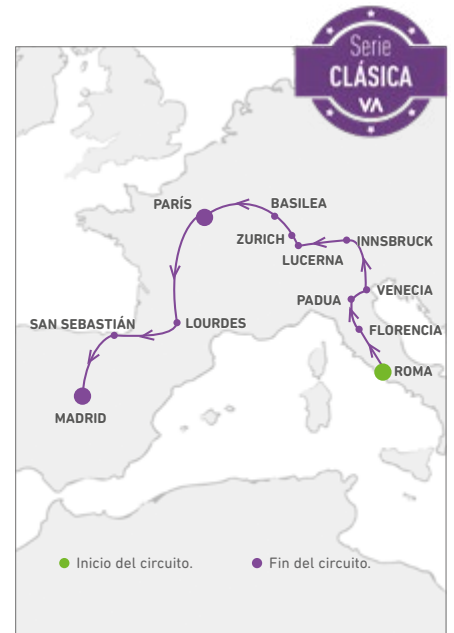 Serie
CLÁSICA
VA
PARÍS
BASILEA
ZURICH
INNSBRUCK
LUCERNA
VENECIA
PADUA
SAN SEBASTIÁN
LOURDES
FLORENCIA
ROMA
MADRID
Inicio del circuito.
Fin del circuito.